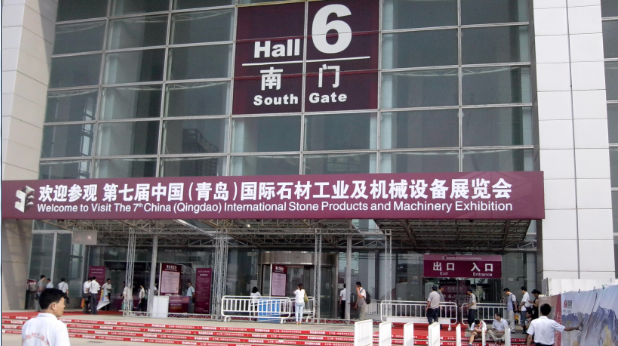 Hall 6
南门
South Gate
欢迎参观 第七届中国（青岛）国际石材工业及机械设备展览会
Welcome to Visit The 7th China (Qingdao) International Stone Products and Machinery Exhibition
出口 入口
Exit Entrance